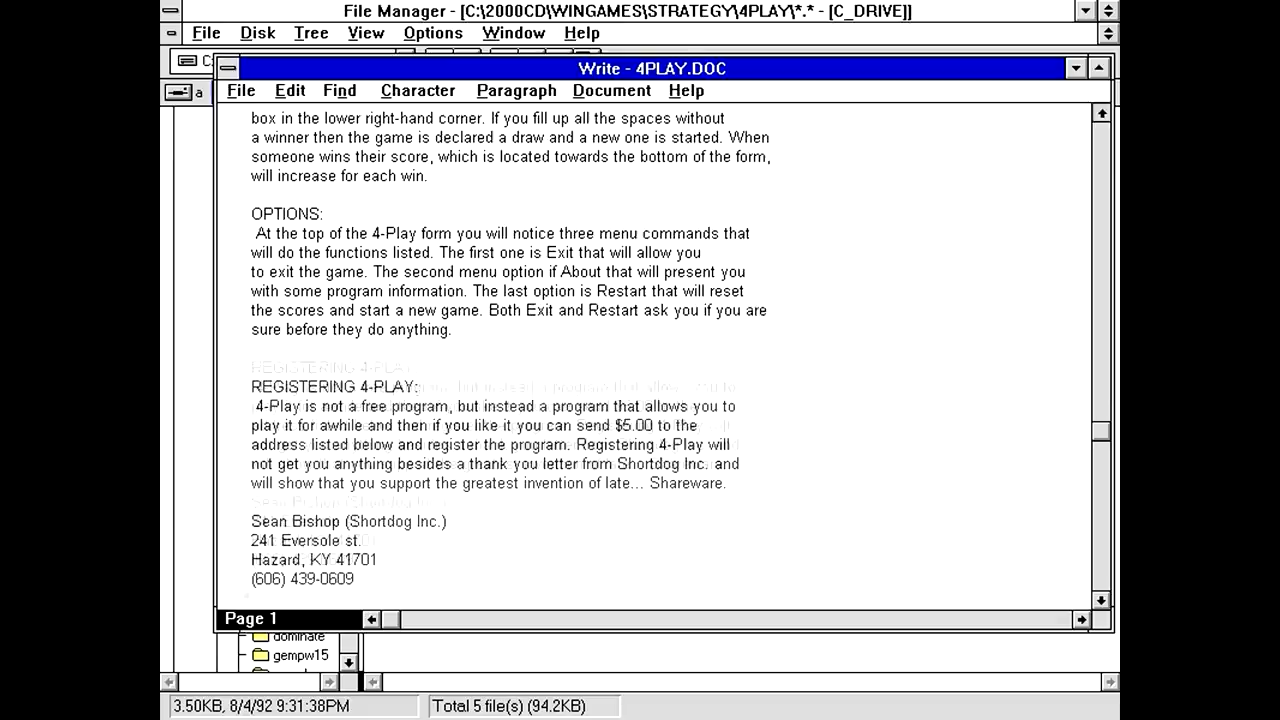 File Manager - [C:\2000CD\WINGAMES\STRATEGY\4PLAY\*.* - [C_DRIVE]]
File Disk Tree View Options Window Help
Write - 4PLAY.DOC
a
File Edit Find Character Paragraph Document Help
box in the lower right-hand corner. If you fill up all the spaces without
a winner then the game is declared a draw and a new one is started. When
someone wins their score, which is located towards the bottom of the form,
will increase for each win.
OPTIONS:
At the top of the 4-Play form you will notice three menu commands that
will do the functions listed. The first one is Exit that will allow you
to exit the game. The second menu option if About that will present you
with some program information. The last option is Restart that will reset
the scores and start a new game. Both Exit and Restart ask you if you are
sure before they do anything.
REGISTERING 4-PLAY:
4-Play is not a free program, but instead a program that allows you to
play it for awhile and then if you like it you can send $5.00 to the
address listed below and register the program. Registering 4-Play will
not get you anything besides a thank you letter from Shortdog Inc. and
will show that you support the greatest invention of late... Shareware.
Sean Bishop (Shortdog Inc.)
241 Eversole st.
Hazard, KY 41701
(606) 439-0609
Page 1
dominate
gempw15
3.50KB, 8/4/92 9:31:38PM
Total 5 file(s) (94.2KB)